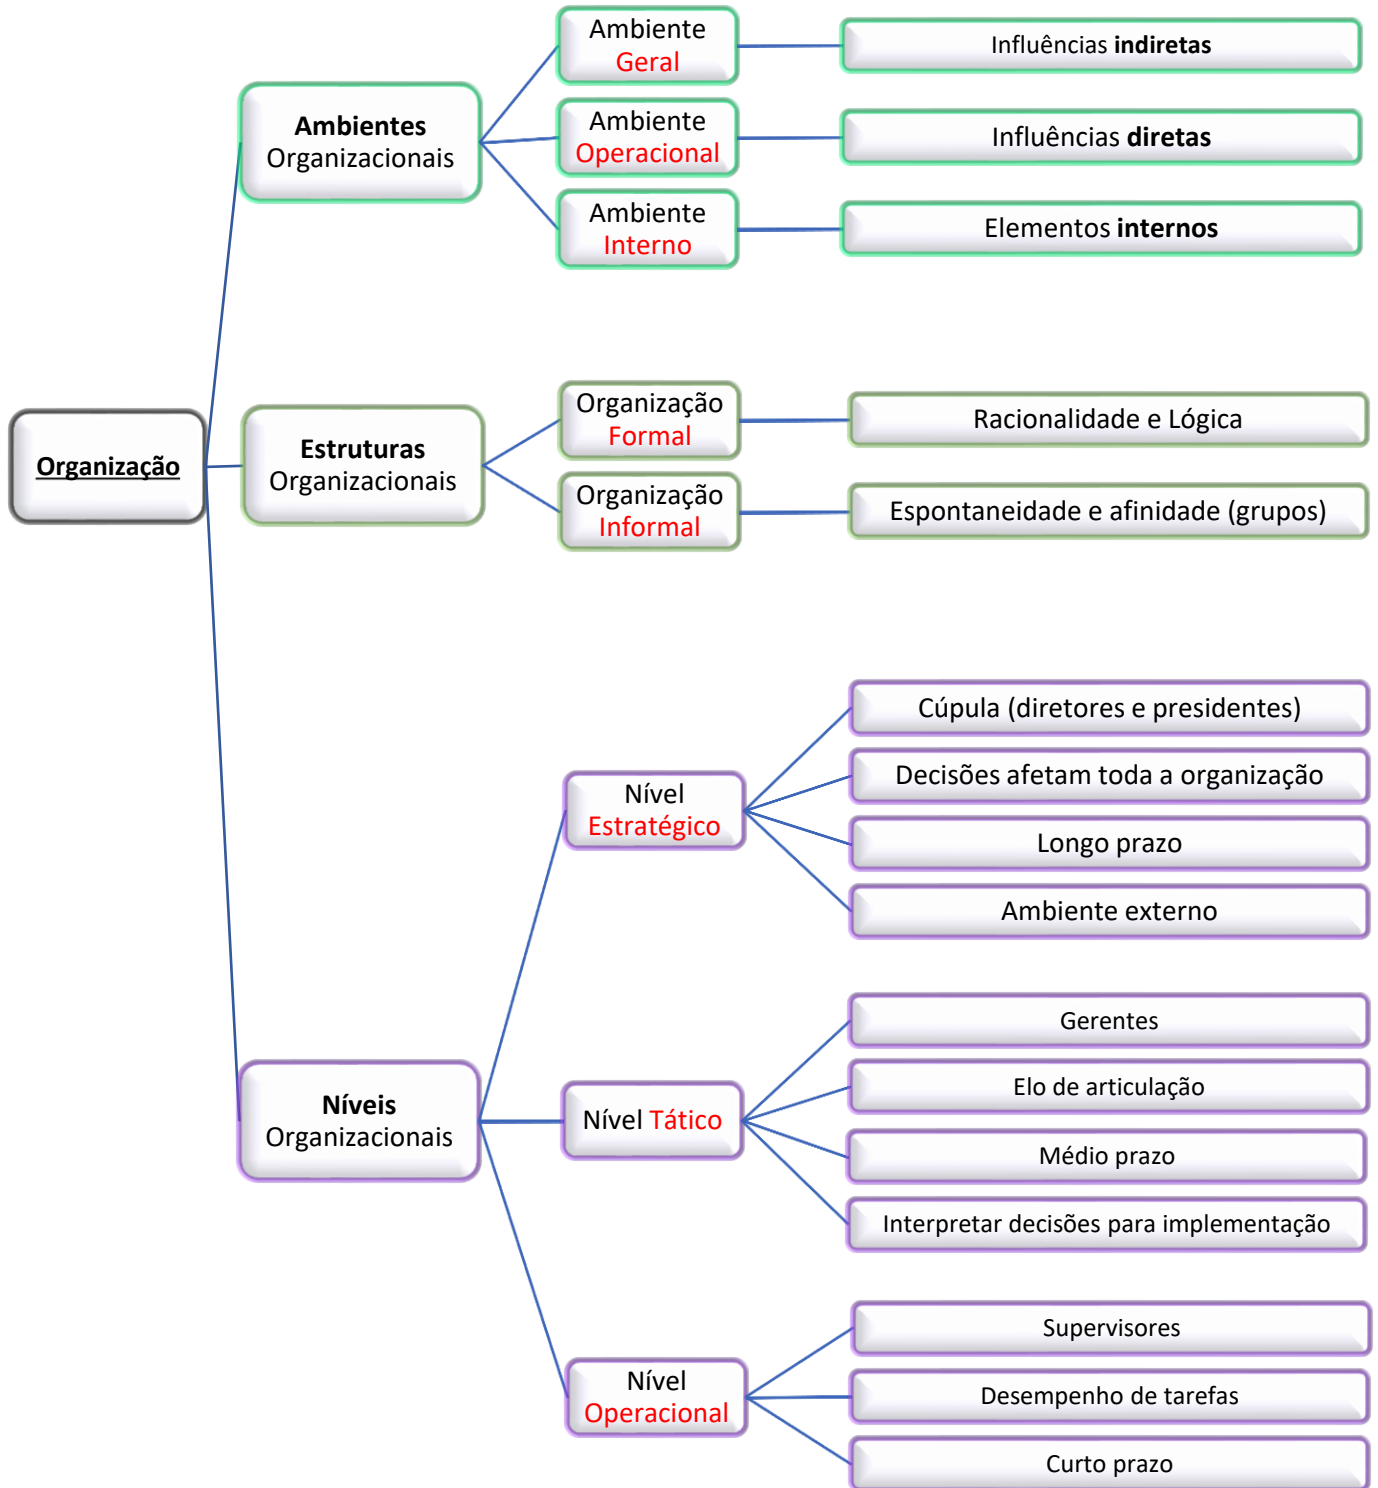 Organização
Ambientes
Organizacionais
Ambiente
Geral
Influências indiretas
Ambiente
Operacional
Influências diretas
Ambiente
Interno
Elementos internos
Estruturas
Organizacionais
Organização
Formal
Racionalidade e Lógica
Organização
Informal
Espontaneidade e afinidade (grupos)
Níveis
Organizacionais
Nível
Estratégico
Cúpula (diretores e presidentes)
Decisões afetam toda a organização
Longo prazo
Ambiente externo
Nível Tático
Gerentes
Elo de articulação
Médio prazo
Interpretar decisões para implementação
Nível
Operacional
Supervisores
Desempenho de tarefas
Curto prazo